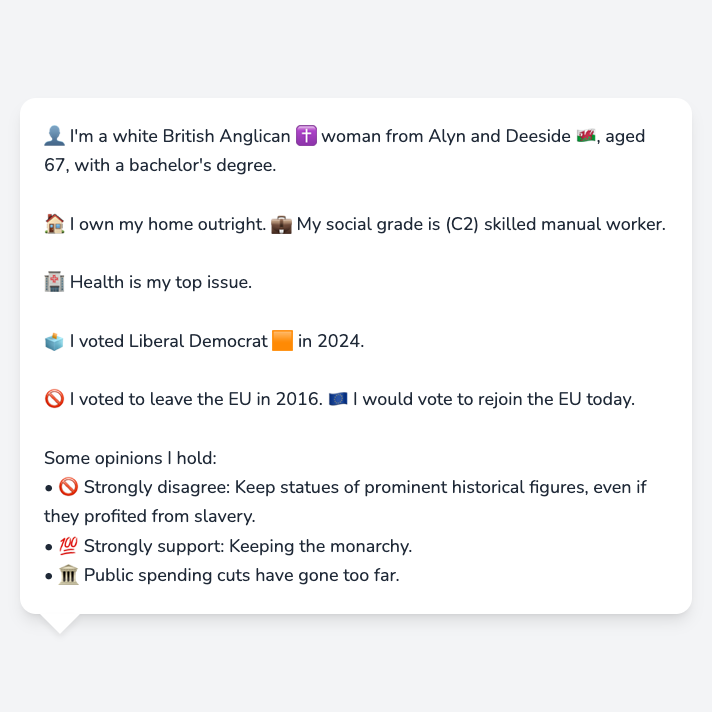 👤 I'm a white British Anglican ✝️ woman from Alyn and Deeside 🏴󠁧󠁢󠁷󠁬󠁳󠁿, aged
67, with a bachelor's degree.
🏠 I own my home outright. 💼 My social grade is (C2) skilled manual worker.
🏥 Health is my top issue.
🗳️ I voted Liberal Democrat 🟧 in 2024.
🚫 I voted to leave the EU in 2016. 🇪🇺 I would vote to rejoin the EU today.
Some opinions I hold:
• 🚫 Strongly disagree: Keep statues of prominent historical figures, even if
they profited from slavery.
• 💯 Strongly support: Keeping the monarchy.
• 🏛️ Public spending cuts have gone too far.